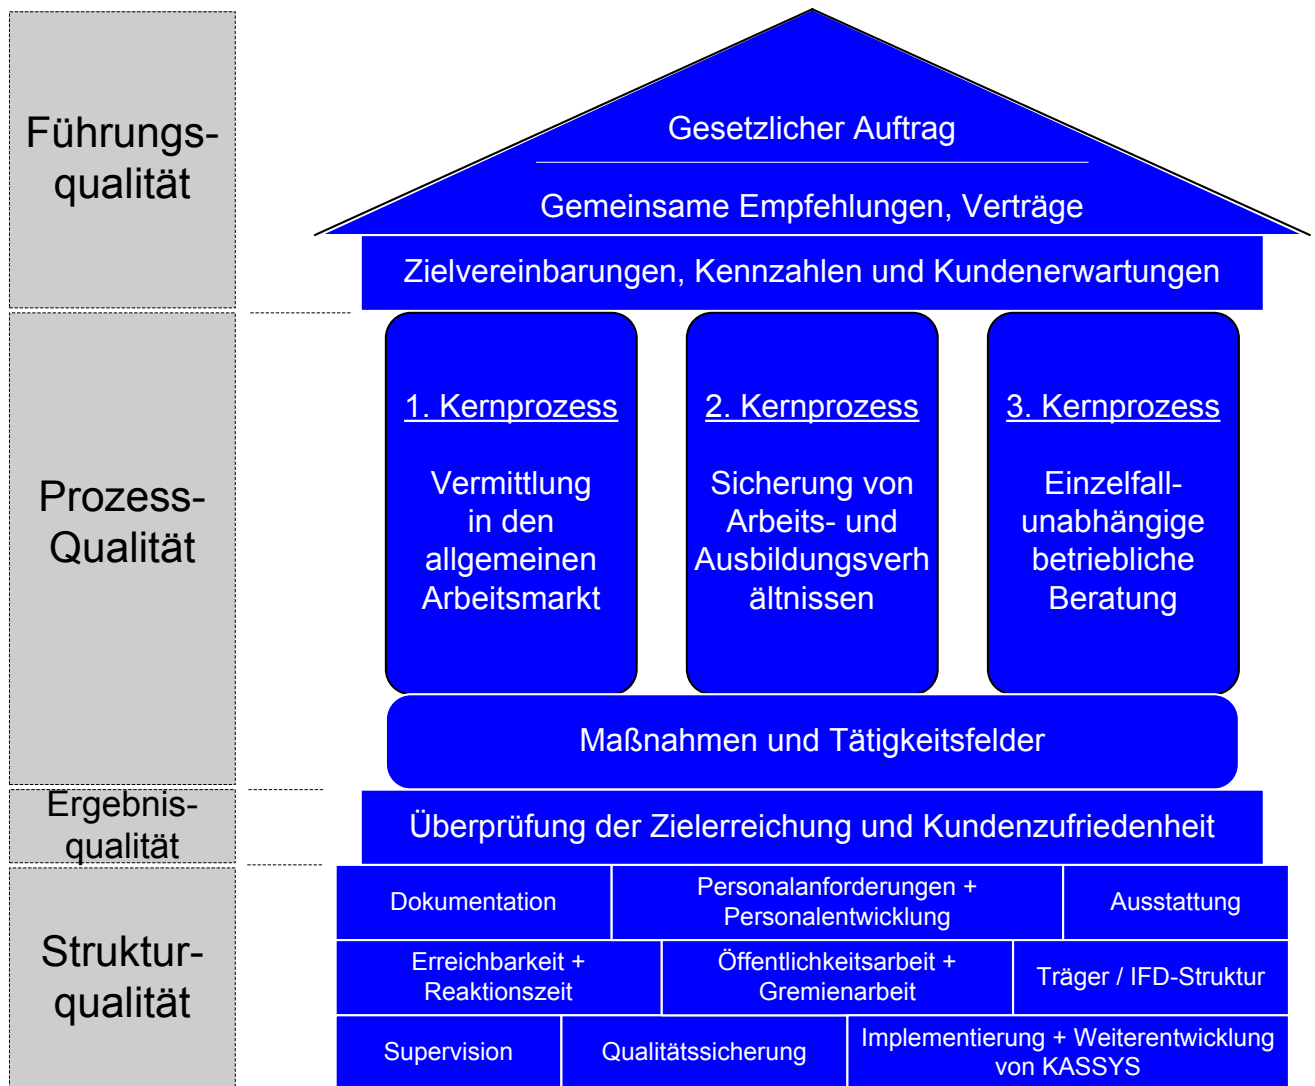 Führungs-
qualität
Gesetzlicher Auftrag
Gemeinsame Empfehlungen, Verträge
Zielvereinbarungen, Kennzahlen und Kundenerwartungen
Prozess-
Qualität
1. Kernprozess
Vermittlung
in den
allgemeinen
Arbeitsmarkt
2. Kernprozess
Sicherung von
Arbeits- und
Ausbildungsverh
ältnissen
3. Kernprozess
Einzelfall-
unabhängige
betriebliche
Beratung
Maßnahmen und Tätigkeitsfelder
Ergebnis-
qualität
Überprüfung der Zielerreichung und Kundenzufriedenheit
Struktur-
qualität
Dokumentation
Personalanforderungen +
Personalentwicklung
Ausstattung
Erreichbarkeit +
Reaktionszeit
Öffentlichkeitsarbeit +
Gremienarbeit
Träger / IFD-Struktur
Supervision
Qualitätssicherung
Implementierung + Weiterentwicklung
von KASSYS